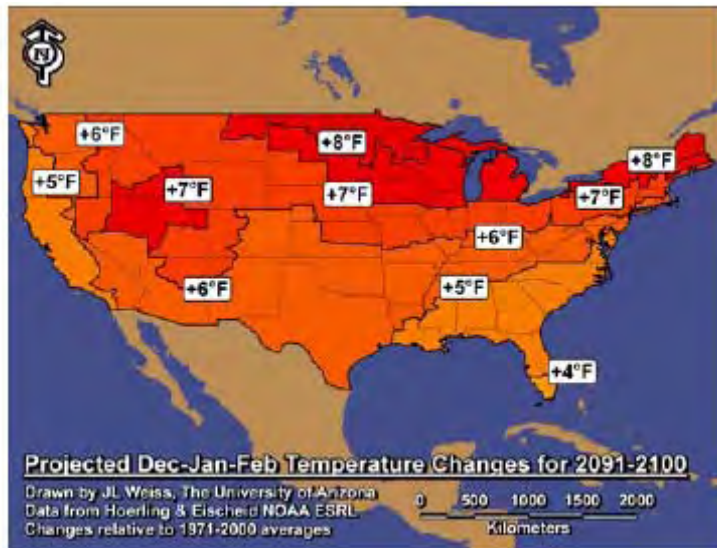 N
+6°F
+8°F
+8°F
+5°F
+7°F
+7°F
+7°F
+6°F
+6°F
+5°F
+4°F
Projected Dec-Jan-Feb Temperature Changes for 2091-2100
Drawn by JL Weiss, The University of Arizona
Data from Hoerling & Eischeid NOAA ESRL
Changes relative to 1971-2000 averages
0 500 1000 1500 2000
Kilometers